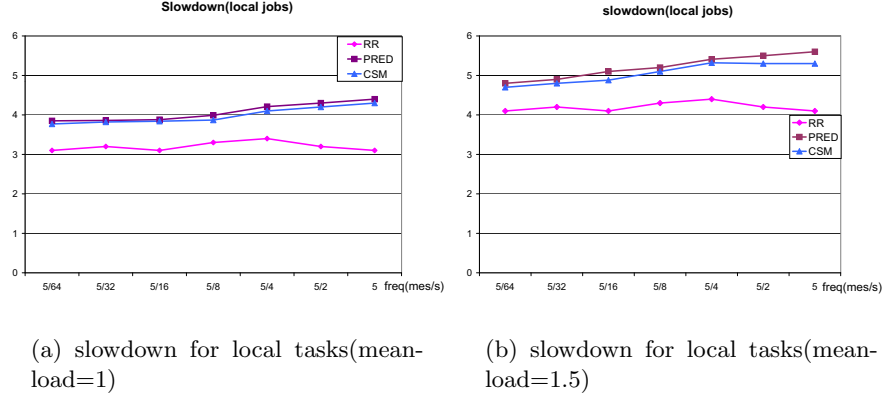 Slowdown(local jobs)
6
5
4
3
2
1
0
RR
PRED
CSM
5/64 5/32 5/16 5/8 5/4 5/2 5 freq(mes/s)
(a) slowdown for local tasks(mean-
load=1)
slowdown(local jobs)
6
5
4
3
2
1
0
RR
PRED
CSM
5/64 5/32 5/16 5/8 5/4 5/2 5 freq(mes/s)
(b) slowdown for local tasks(mean-
load=1.5)